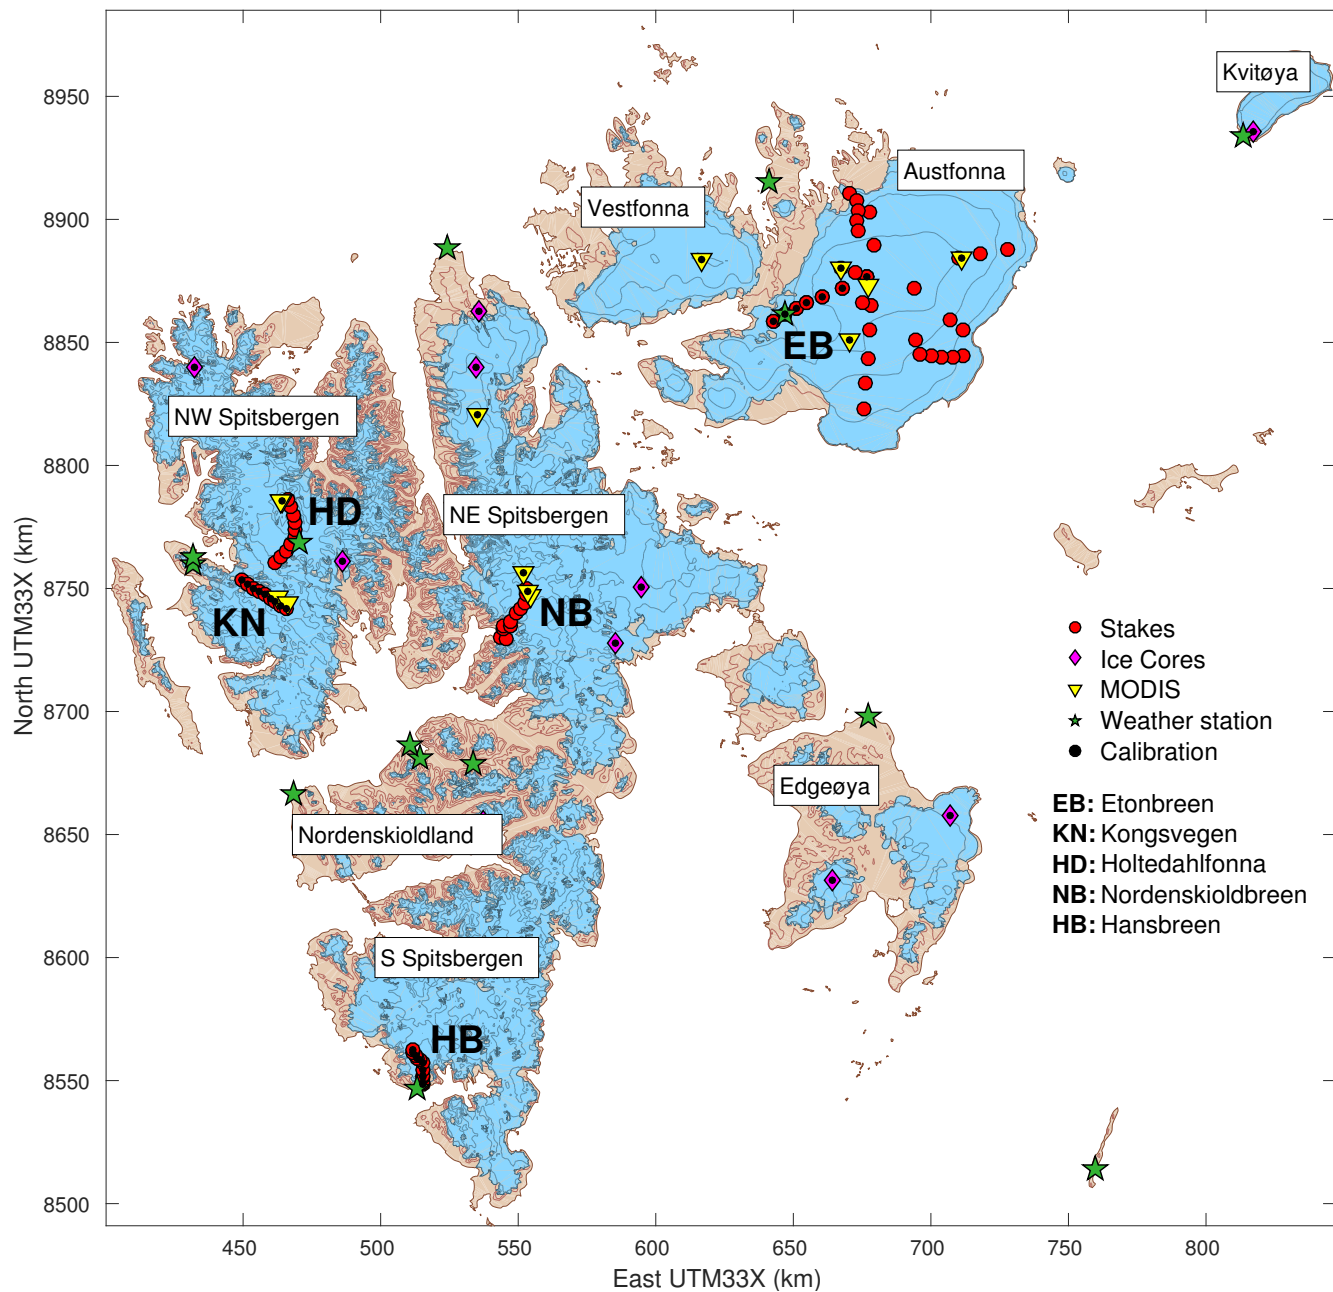 Kvitøya
Austfonna
Vestfonna
EB
NW Spitsbergen
HD
NE Spitsbergen
KN
NB
Edgeøya
Nordenskioldland
S Spitsbergen
HB
Stakes
Ice Cores
MODIS
Weather station
Calibration
EB: Etonbreen
KN: Kongsvegen
HD: Holtedahlfonna
NB: Nordenskioldbreen
HB: Hansbreen
North UTM33X (km)
8950
8900
8850
8800
8750
8700
8650
8600
8550
8500
450 500 550 600 650 700 750 800
East UTM33X (km)